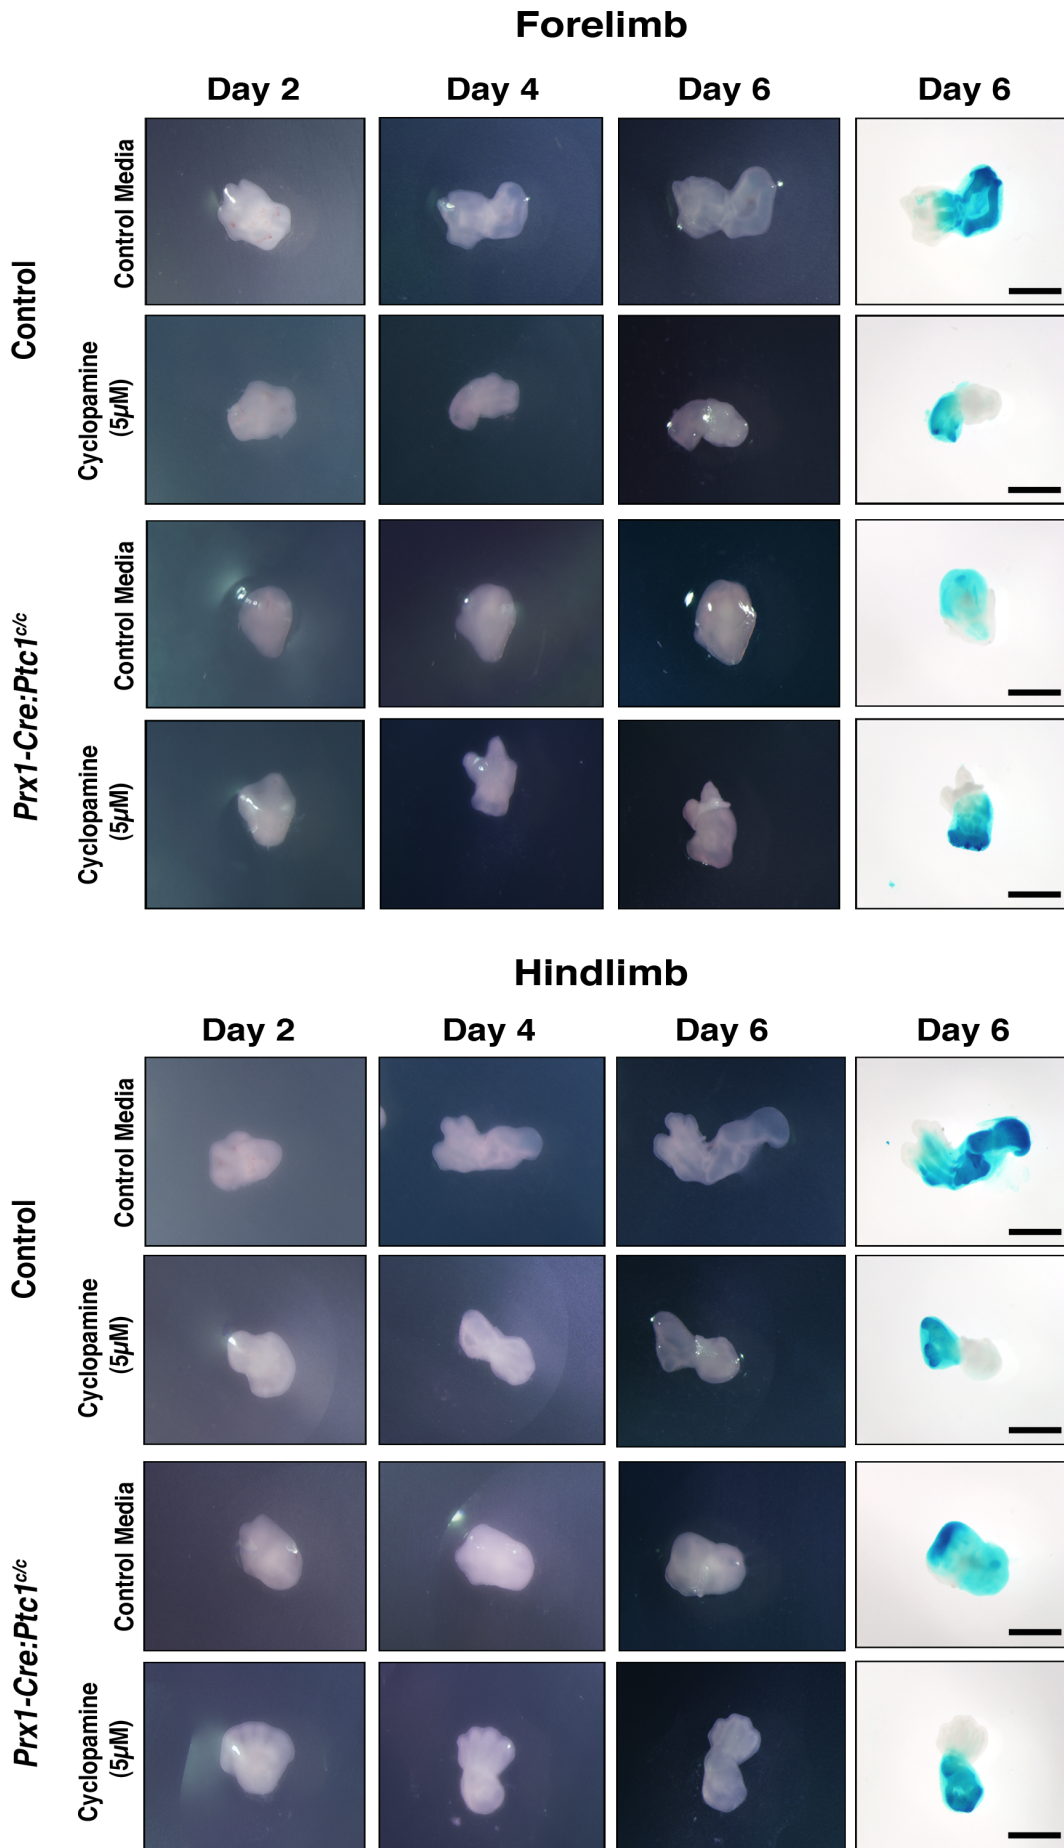 Forelimb
Day 2 Day 4 Day 6 Day 6
Control
Control Media
Cyclopamine
(5µM)
Prx1-Cre:Ptc1c/c
Control Media
Cyclopamine
(5µM)
Hindlimb
Day 2 Day 4 Day 6 Day 6
Control
Control Media
Cyclopamine
(5µM)
Prx1-Cre:Ptc1c/c
Control Media
Cyclopamine
(5µM)